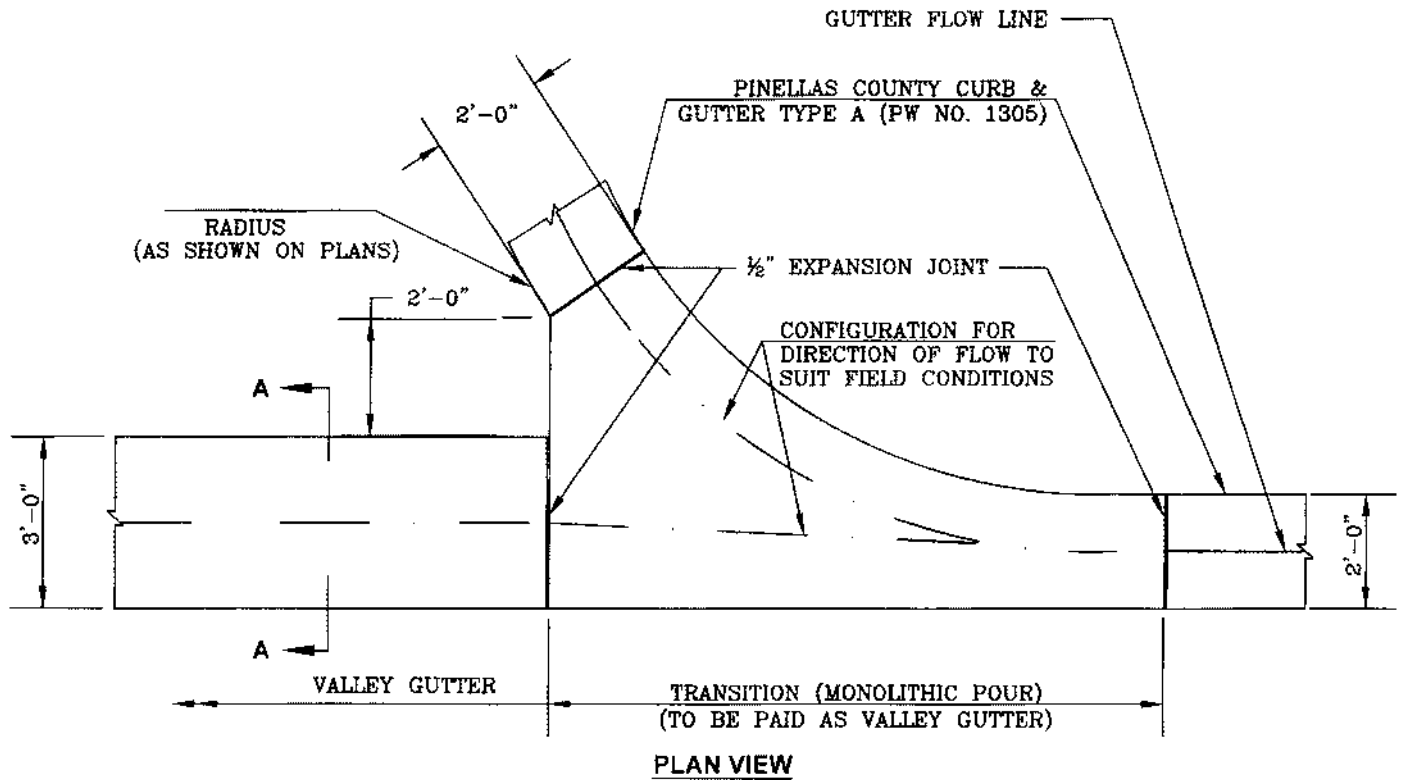 GUTTER FLOW LINE
PINELLAS COUNTY CURB &
GUTTER TYPE A (PW NO. 1305)
2'-0"
RADIUS
(AS SHOWN ON PLANS)
½" EXPANSION JOINT
2'-0"
CONFIGURATION FOR
DIRECTION OF FLOW TO
SUIT FIELD CONDITIONS
A
3'-0"
2'-0"
A
VALLEY GUTTER
TRANSITION (MONOLITHIC POUR)
(TO BE PAID AS VALLEY GUTTER)
PLAN VIEW